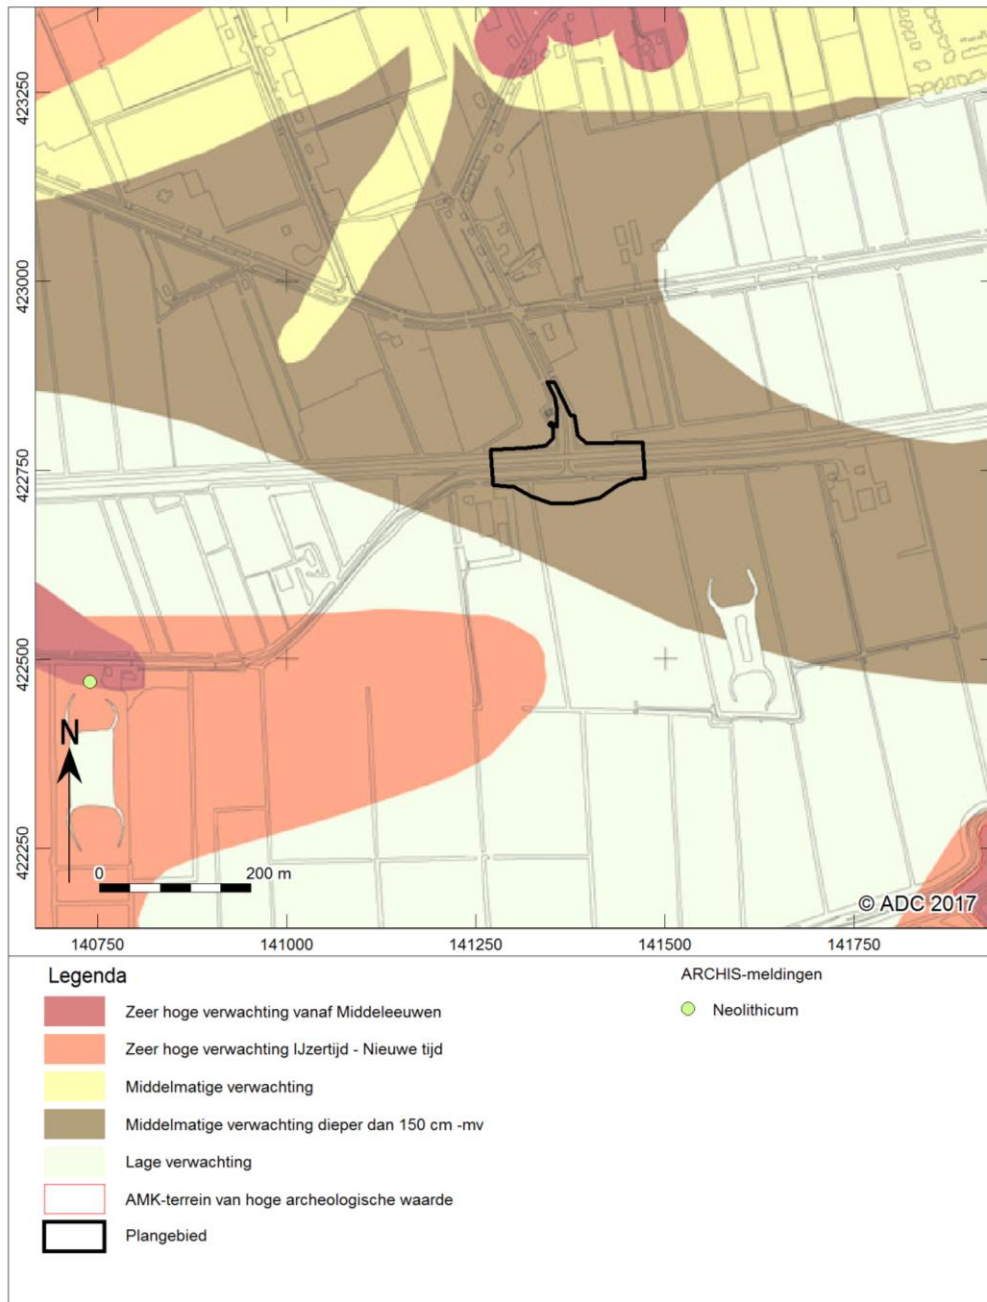 423250
423000
422750
422500
422250
N
0 200 m
© ADC 2017
140750 141000 141250 141500 141750
Legenda
Zeer hoge verwachting vanaf Middeleeuwen
Zeer hoge verwachting IJzertijd - Nieuwe tijd
Middelmatige verwachting
Middelmatige verwachting dieper dan 150 cm -mv
Lage verwachting
AMK-terrein van hoge archeologische waarde
Plangebied
ARCHIS-meldingen
Neolithicum